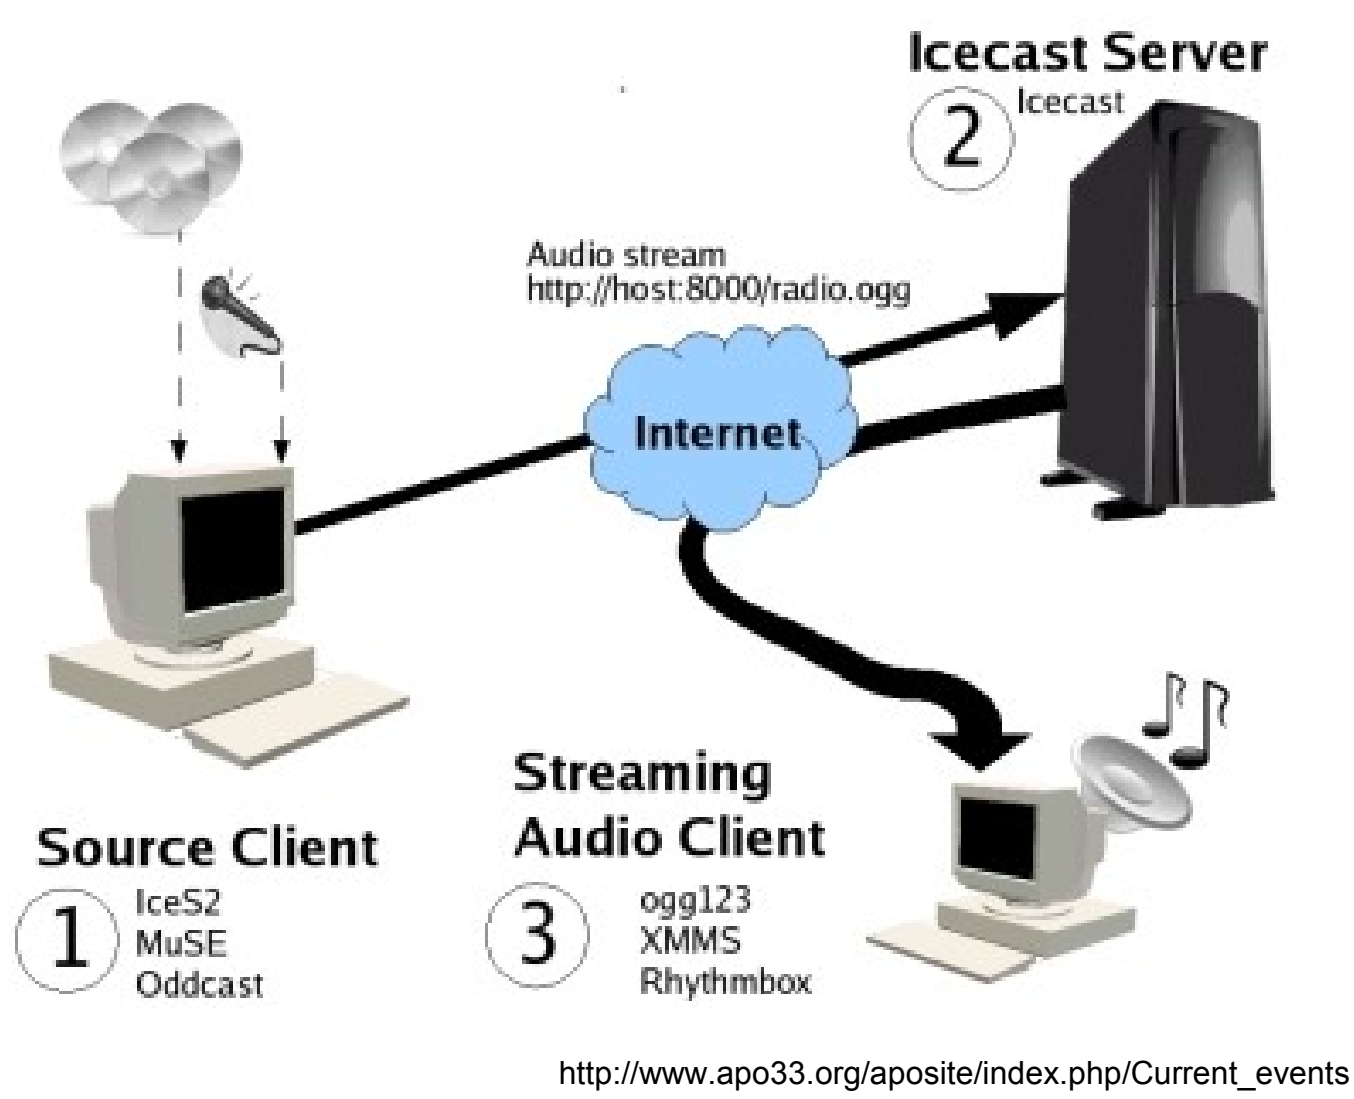 Icecast Server
2
Icecast
Audio stream
http://host:8000/radio.ogg
Internet
Source Client
1
IceS2
MuSE
Oddcast
Streaming
Audio Client
3
ogg123
XMMS
Rhythmbox
http://www.apo33.org/aposite/index.php/Current_events